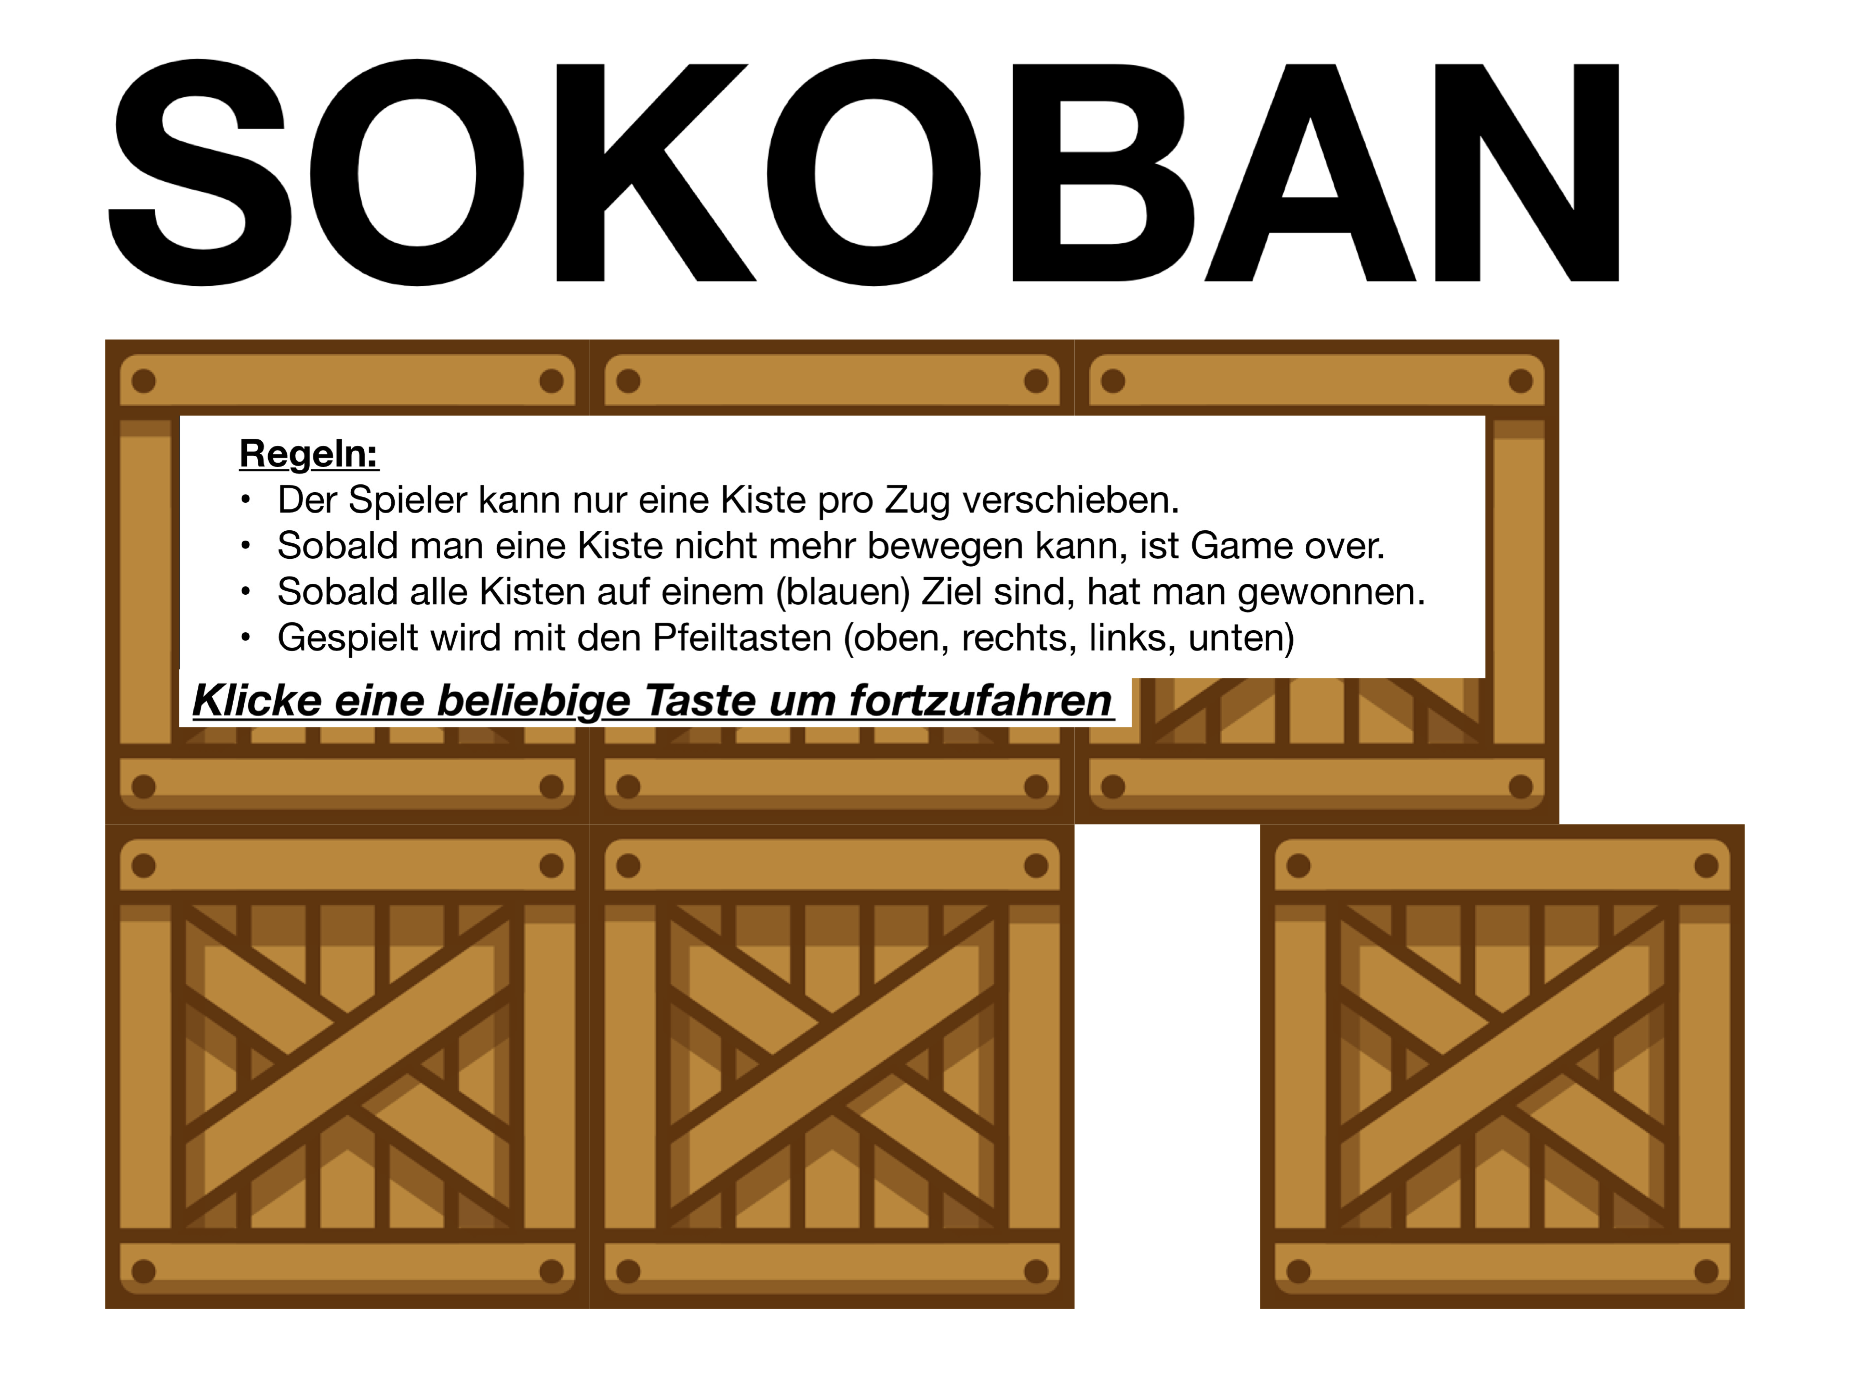 SOKOBAN
Regeln:
• Der Spieler kann nur eine Kiste pro Zug verschieben.
• Sobald man eine Kiste nicht mehr bewegen kann, ist Game over.
• Sobald alle Kisten auf einem (blauen) Ziel sind, hat man gewonnen.
• Gespielt wird mit den Pfeiltasten (oben, rechts, links, unten)
Klicke eine beliebige Taste um fortzufahren